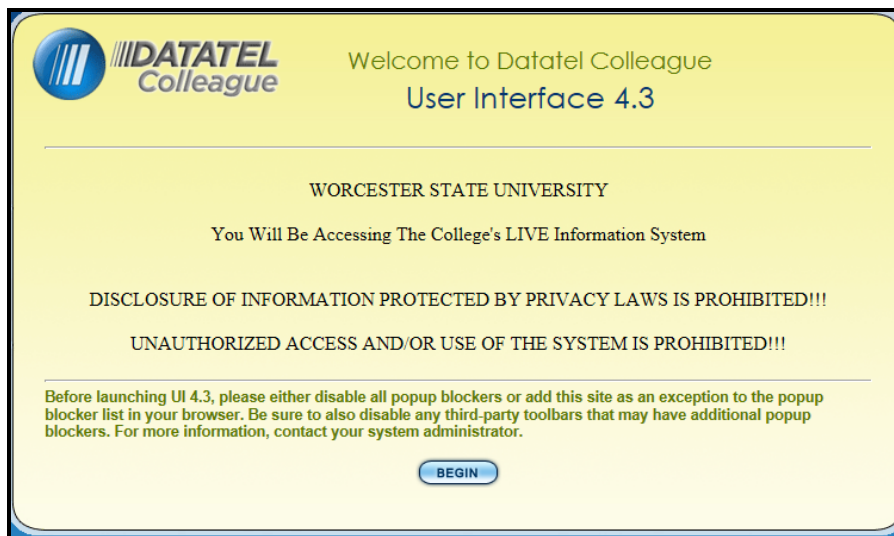 DATATEL
Colleague
Welcome to Datatel Colleague
User Interface 4.3
WORCESTER STATE UNIVERSITY
You Will Be Accessing The College's LIVE Information System
DISCLOSURE OF INFORMATION PROTECTED BY PRIVACY LAWS IS PROHIBITED!!!
UNAUTHORIZED ACCESS AND/OR USE OF THE SYSTEM IS PROHIBITED!!!
Before launching UI 4.3, please either disable all popup blockers or add this site as an exception to the popup
blocker list in your browser. Be sure to also disable any third-party toolbars that may have additional popup
blockers. For more information, contact your system administrator.
BEGIN